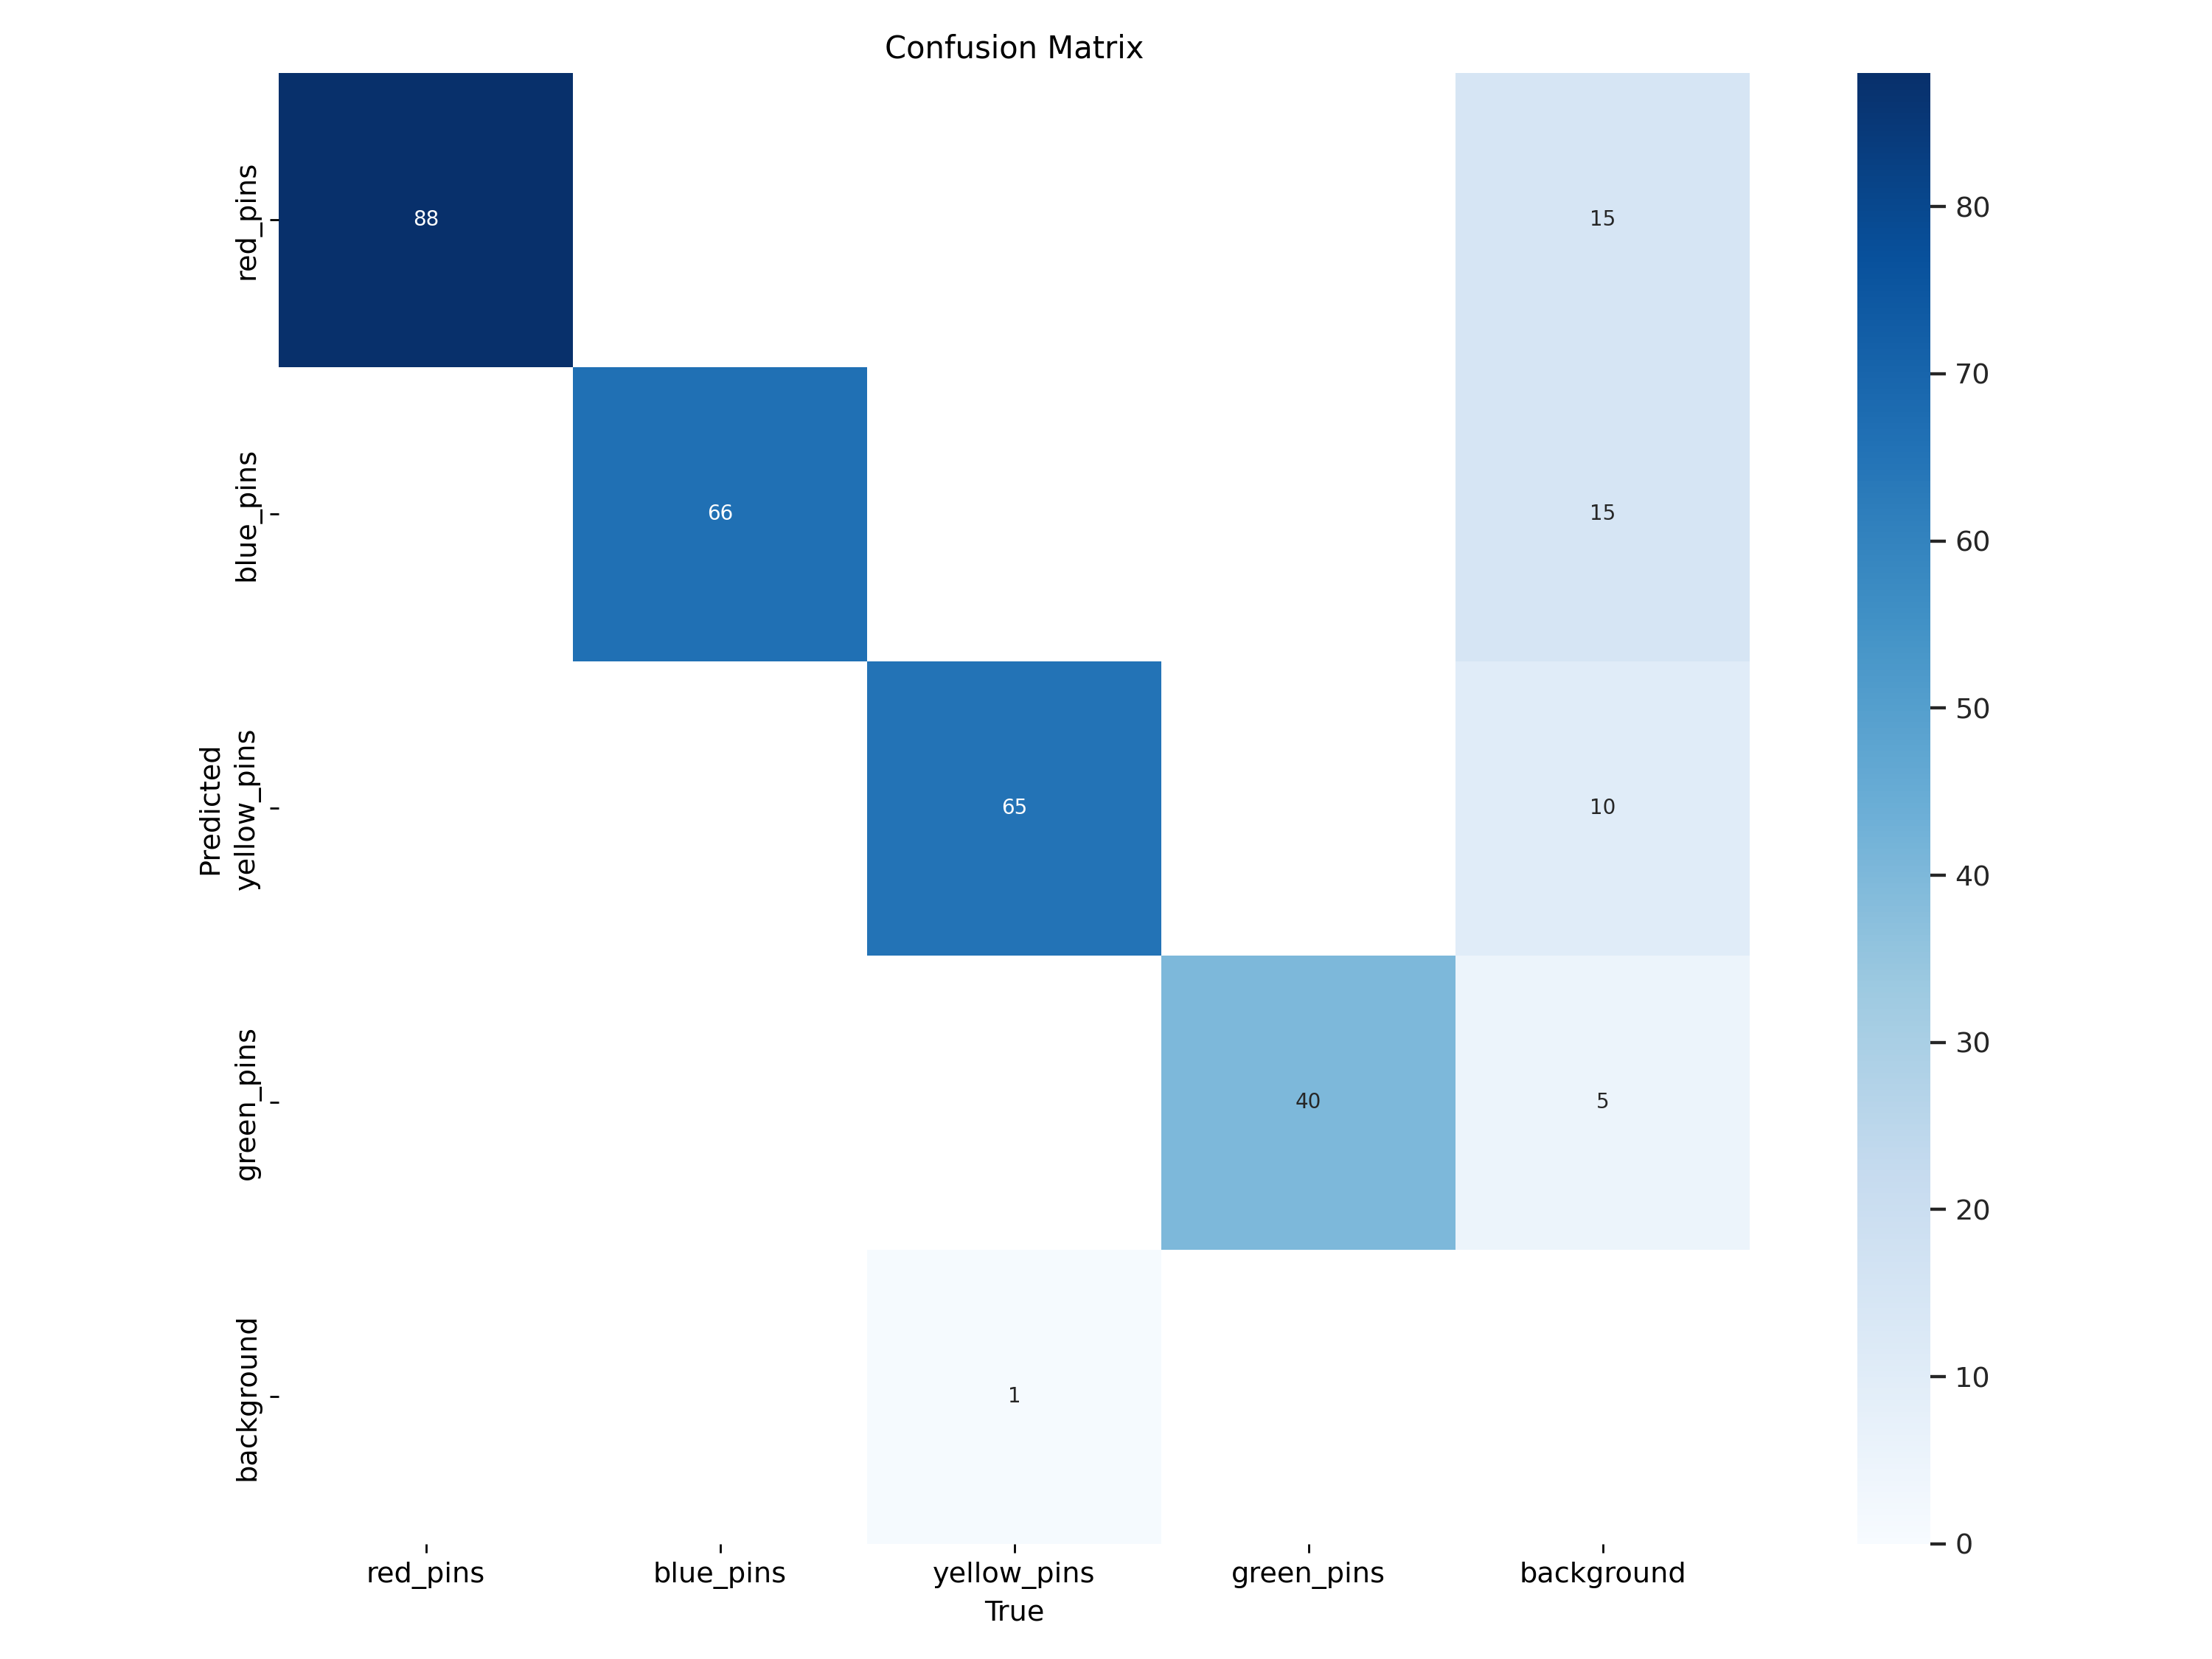 Confusion Matrix
red_pins
88
15
80
70
blue_pins
66
15
60
50
Predicted
yellow_pins
65
10
40
30
green_pins
40
5
20
10
background
1
0
red_pins blue_pins yellow_pins green_pins background
True